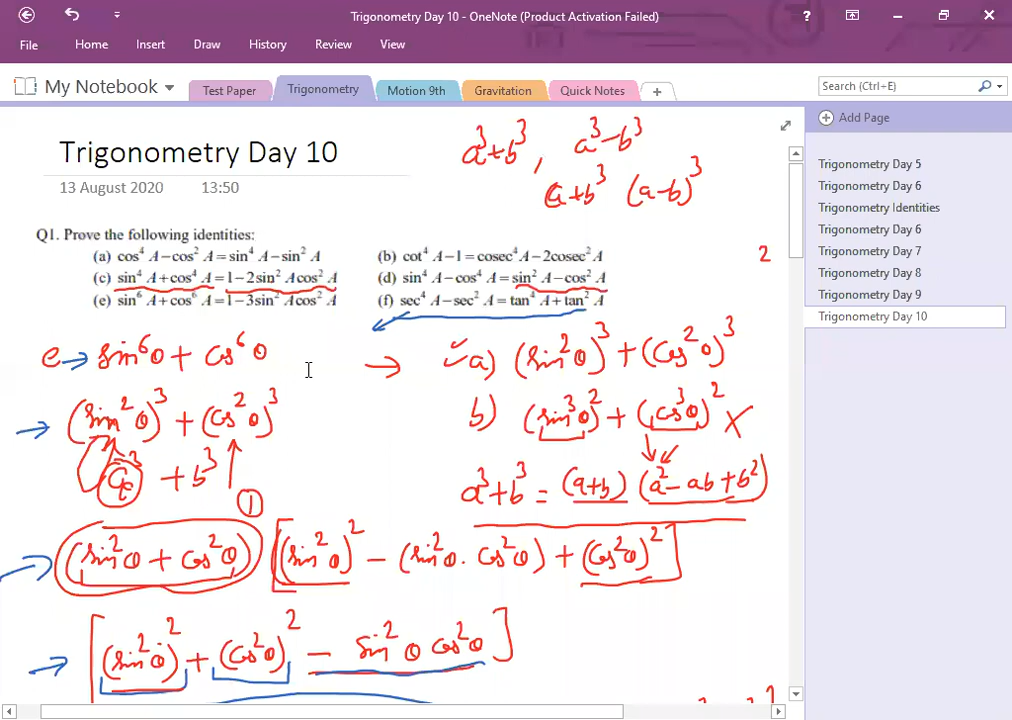 Trigonometry Day 10 - OneNote (Product Activation Failed)
File Home Insert Draw History Review View
My Notebook Test Paper Trigonometry Motion 9th Gravitation Quick Notes +
Search (Ctrl+E)
Add Page
Trigonometry Day 5
Trigonometry Day 6
Trigonometry Identities
Trigonometry Day 6
Trigonometry Day 7
Trigonometry Day 8
Trigonometry Day 9
Trigonometry Day 10
Trigonometry Day 10
13 August 2020 13:50
a³+b³ , a³-b³
(a+b³ (a-b)³
Q1. Prove the following identities:
(a) cos⁴ A−cos² A=sin⁴ A−sin² A (b) cot⁴ A−1=cosec⁴A−2cosec² A
2
(c) sin⁴ A+cos⁴ A=1−2sin² Acos² A (d) sin⁴ A−cos⁴ A=sin² A−cos² A
(e) sin⁶ A+cos⁶ A=1−3sin² Acos² A (f) sec⁴ A−sec² A=tan⁴ A+tan² A
e → sin⁶θ + cos⁶θ
→ ✓a) (sin²θ)³ + (cos²θ)³
→ (sin²θ)³ + (cos²θ)³
b) (sin³θ)² + (cos³θ)² X
+ b³
①
a³+b³ = (a+b) (a²-ab+b²)
(sin²θ + cos²θ) [(sin²θ)² − (sin²θ. cos²θ) + (cos²θ)²]
→ [(sin²θ)² + (cos²θ)² − sin²θ cos²θ]